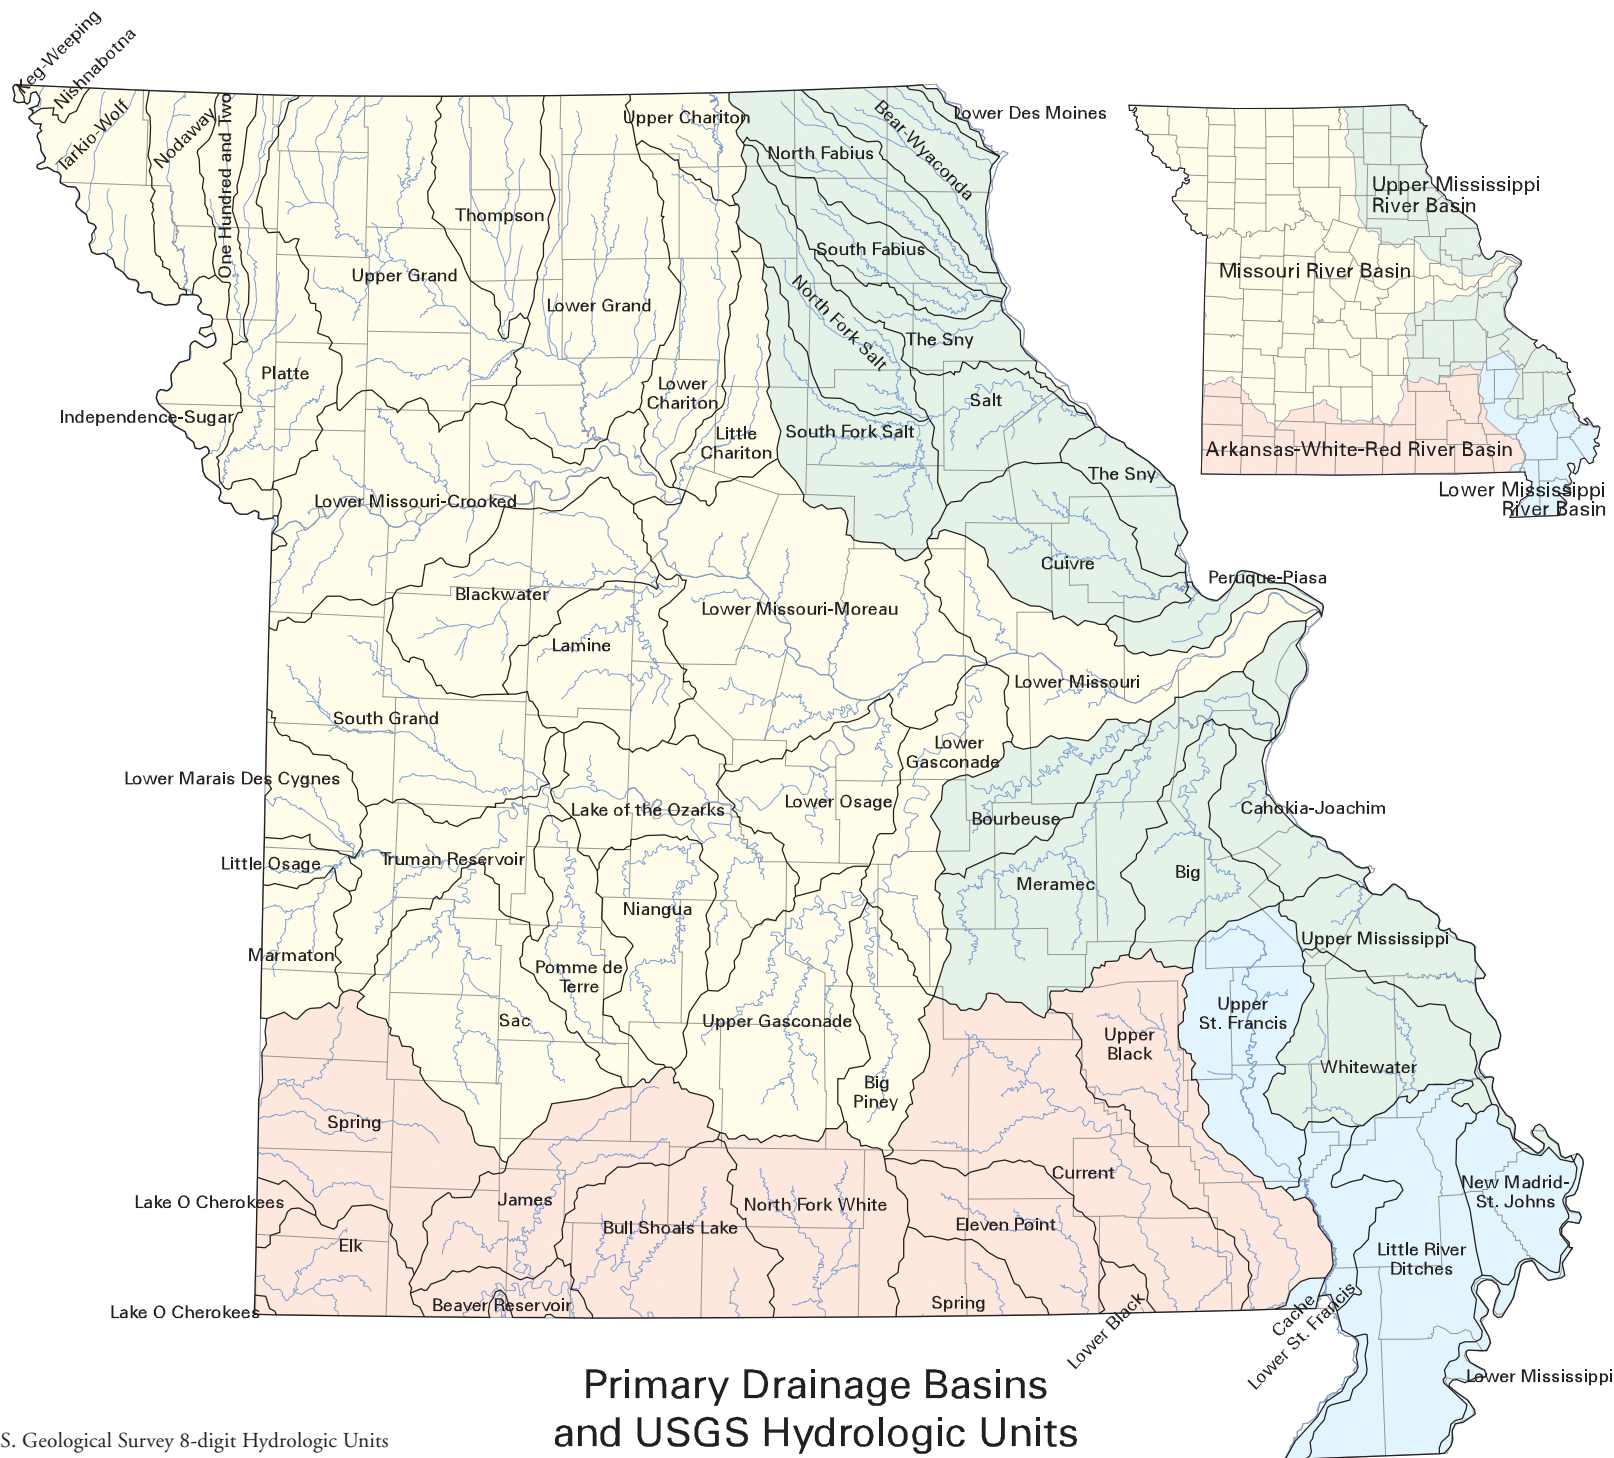 Keg-Weeping
Nishnabotna
Tarkio-Wolf
Nodaway
One Hundred and Two
Upper Chariton
Bear-Wyaconda
Lower Des Moines
North Fabius
Thompson
South Fabius
Upper Grand
Lower Grand
North Fork Salt
The Sny
Platte
Lower
Chariton
Salt
Independence-Sugar
Little
Chariton
South Fork Salt
The Sny
Lower Missouri-Crooked
Cuivre
Peruque-Piasa
Blackwater
Lower Missouri-Moreau
Lamine
Lower Missouri
South Grand
Lower
Gasconade
Lower Marais Des Cygnes
Lake of the Ozarks
Lower Osage
Bourbeuse
Cahokia-Joachim
Little Osage
Truman Reservoir
Meramec
Big
Niangua
Marmaton
Pomme de
Terre
Upper Mississippi
Sac
Upper Gasconade
Upper
St. Francis
Upper
Black
Whitewater
Big
Piney
Spring
Current
Lake O Cherokees
James
Bull Shoals Lake
North Fork White
Eleven Point
New Madrid-
St. Johns
Elk
Little River
Ditches
Lake O Cherokees
Beaver Reservoir
Spring
Lower Black
Cache
Lower St. Francis
Lower Mississippi
Upper Mississippi
River Basin
Missouri River Basin
Arkansas-White-Red River Basin
Lower Mississippi
River Basin
Primary Drainage Basins
and USGS Hydrologic Units
S. Geological Survey 8-digit Hydrologic Units